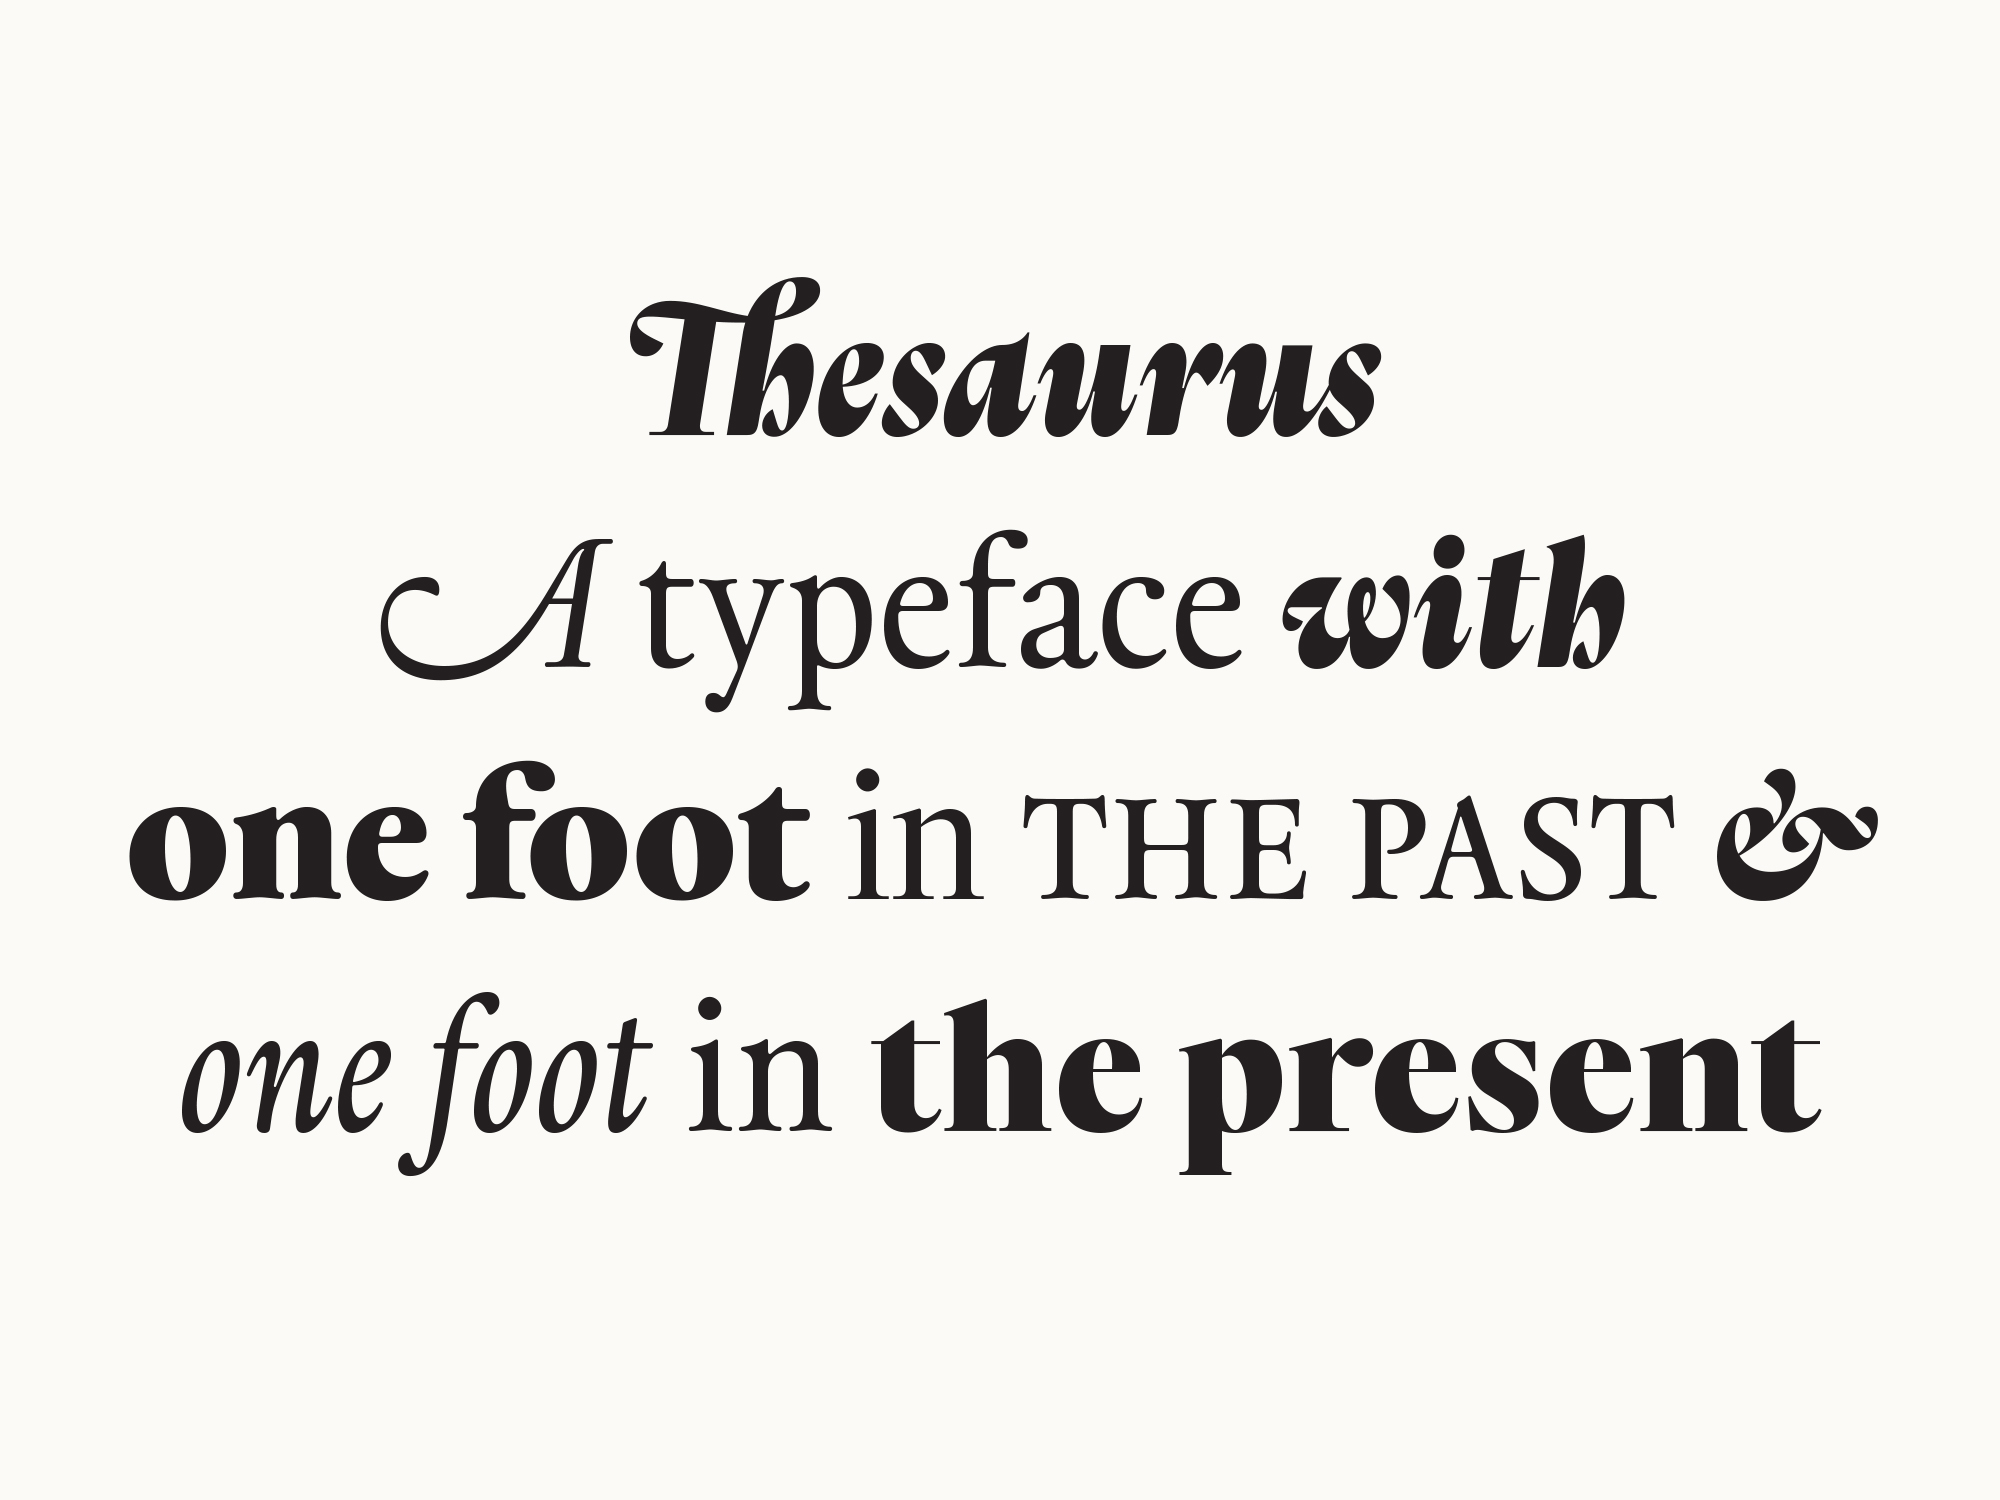 Thesaurus
A typeface with
one foot in THE PAST &
one foot in the present